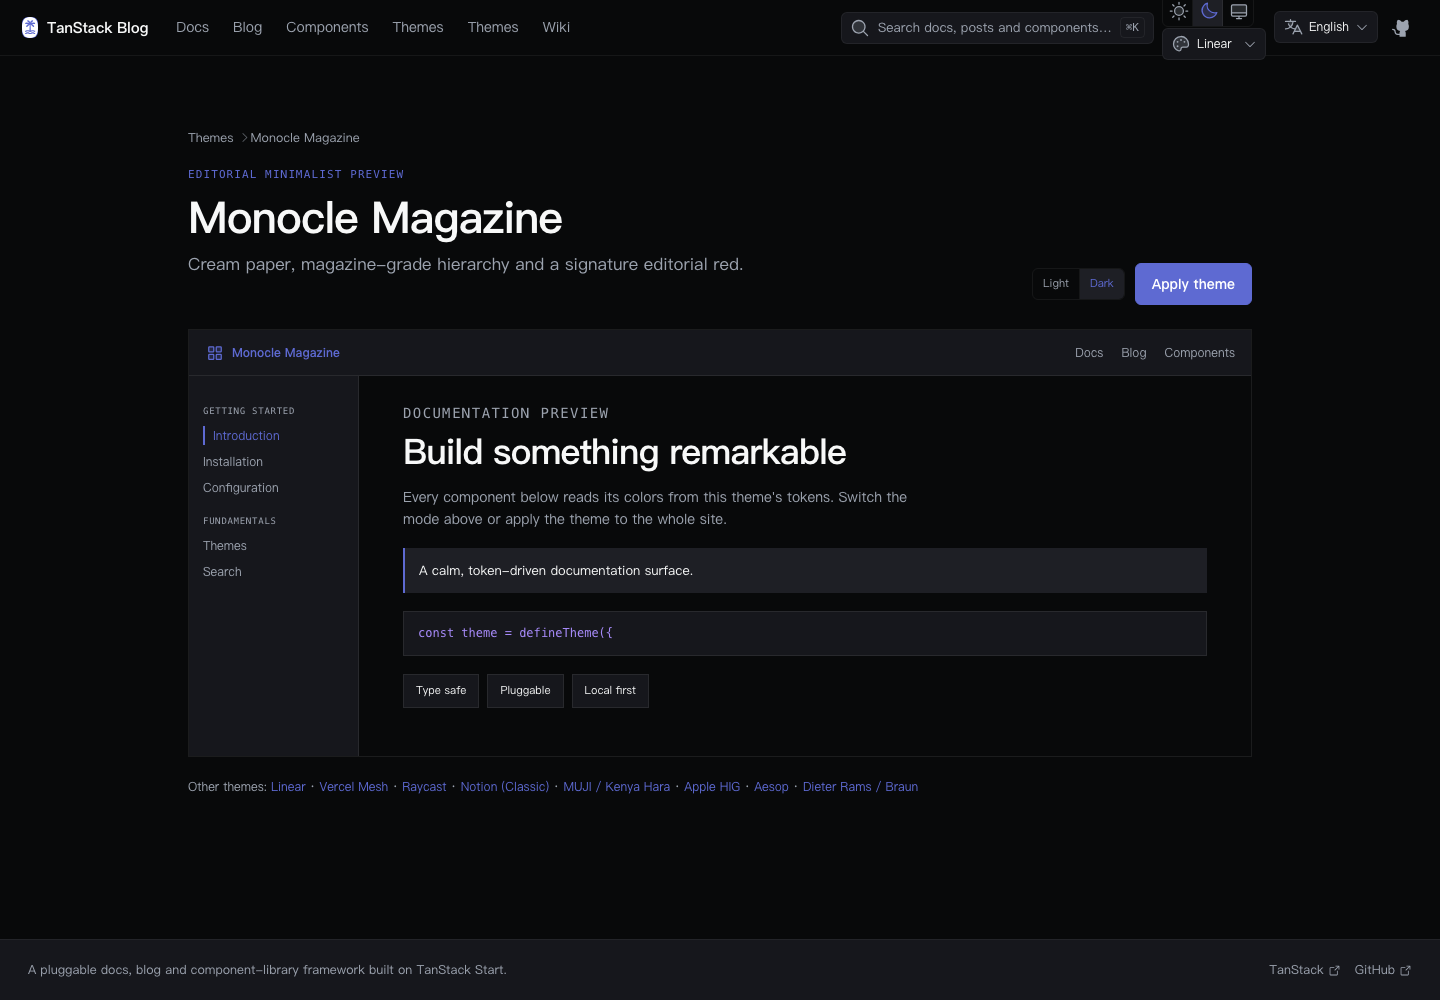 TanStack Blog
Docs
Blog
Components
Themes
Themes
Wiki
Search docs, posts and components...
⌘K
Linear
English
Themes
Monocle Magazine
EDITORIAL MINIMALIST PREVIEW
Monocle Magazine
Cream paper, magazine-grade hierarchy and a signature editorial red.
Light
Dark
Apply theme
Monocle Magazine
Docs
Blog
Components
GETTING STARTED
Introduction
Installation
Configuration
FUNDAMENTALS
Themes
Search
DOCUMENTATION PREVIEW
Build something remarkable
Every component below reads its colors from this theme's tokens. Switch the
mode above or apply the theme to the whole site.
A calm, token-driven documentation surface.
const theme = defineTheme({
Type safe
Pluggable
Local first
Other themes: Linear · Vercel Mesh · Raycast · Notion (Classic) · MUJI / Kenya Hara · Apple HIG · Aesop · Dieter Rams / Braun
A pluggable docs, blog and component-library framework built on TanStack Start.
TanStack
GitHub